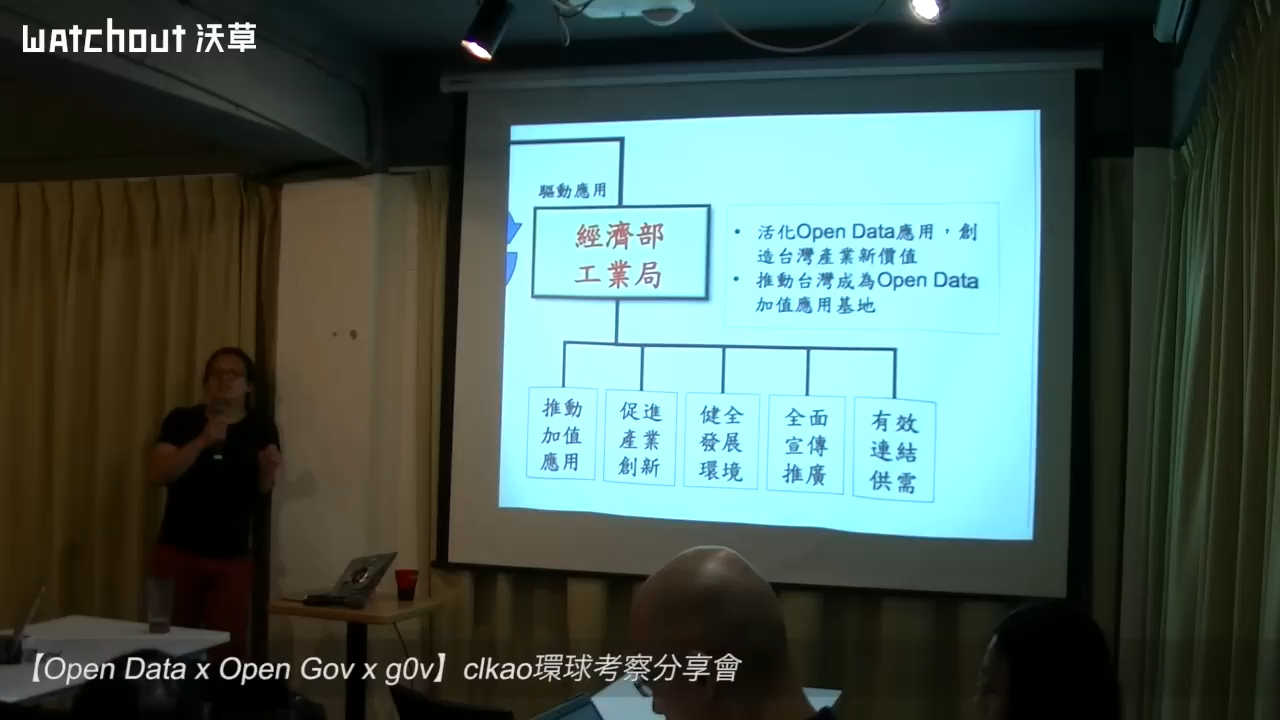 WATCHOUT 沃草
驅動應用
經濟部
工業局
• 活化Open Data應用，創
造台灣產業新價值
• 推動台灣成為Open Data
加值應用基地
推動
加值
應用
促進
產業
創新
健全
發展
環境
全面
宣傳
推廣
有效
連結
供需
【Open Data x Open Gov x g0v】clkao環球考察分享會